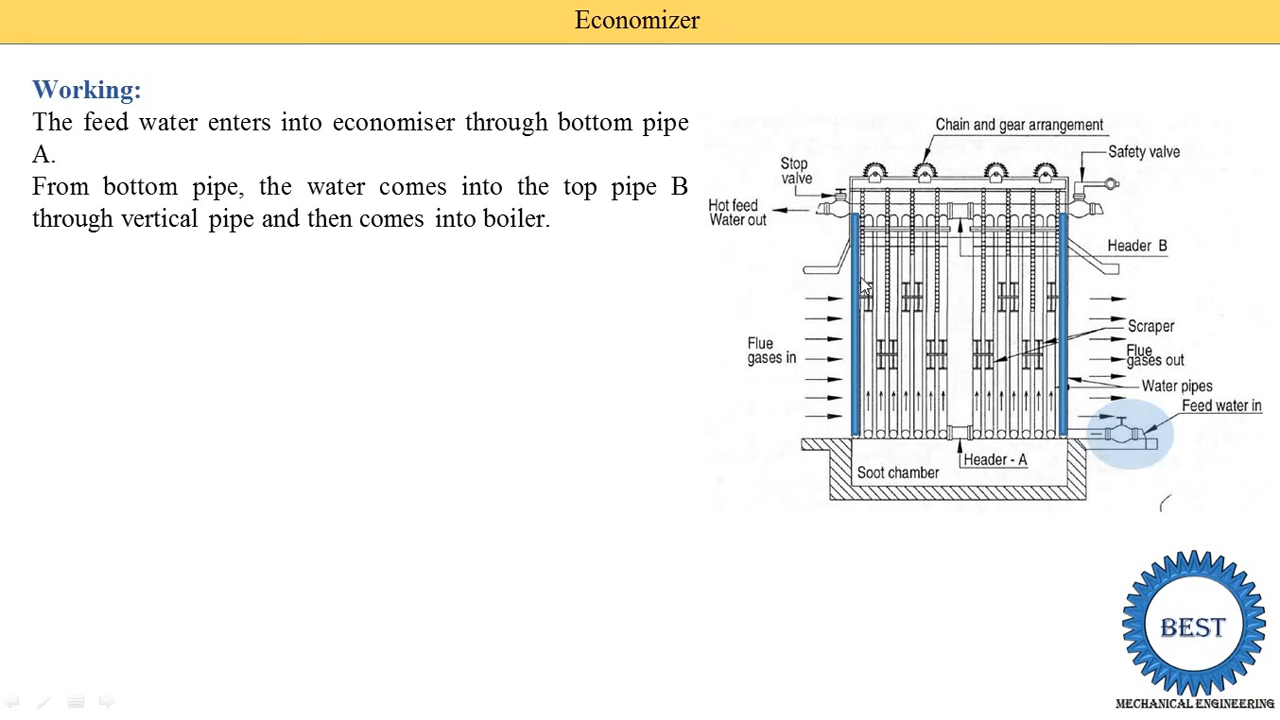 Economizer
Working:
The feed water enters into economiser through bottom pipe
A.
From bottom pipe, the water comes into the top pipe B
through vertical pipe and then comes into boiler.
Chain and gear arrangement
Stop
valve
Safety valve
Hot feed
Water out
Header B
Flue
gases in
Scraper
Flue
gases out
Water pipes
Feed water in
Header - A
Soot chamber
BEST
MECHANICAL ENGINEERING